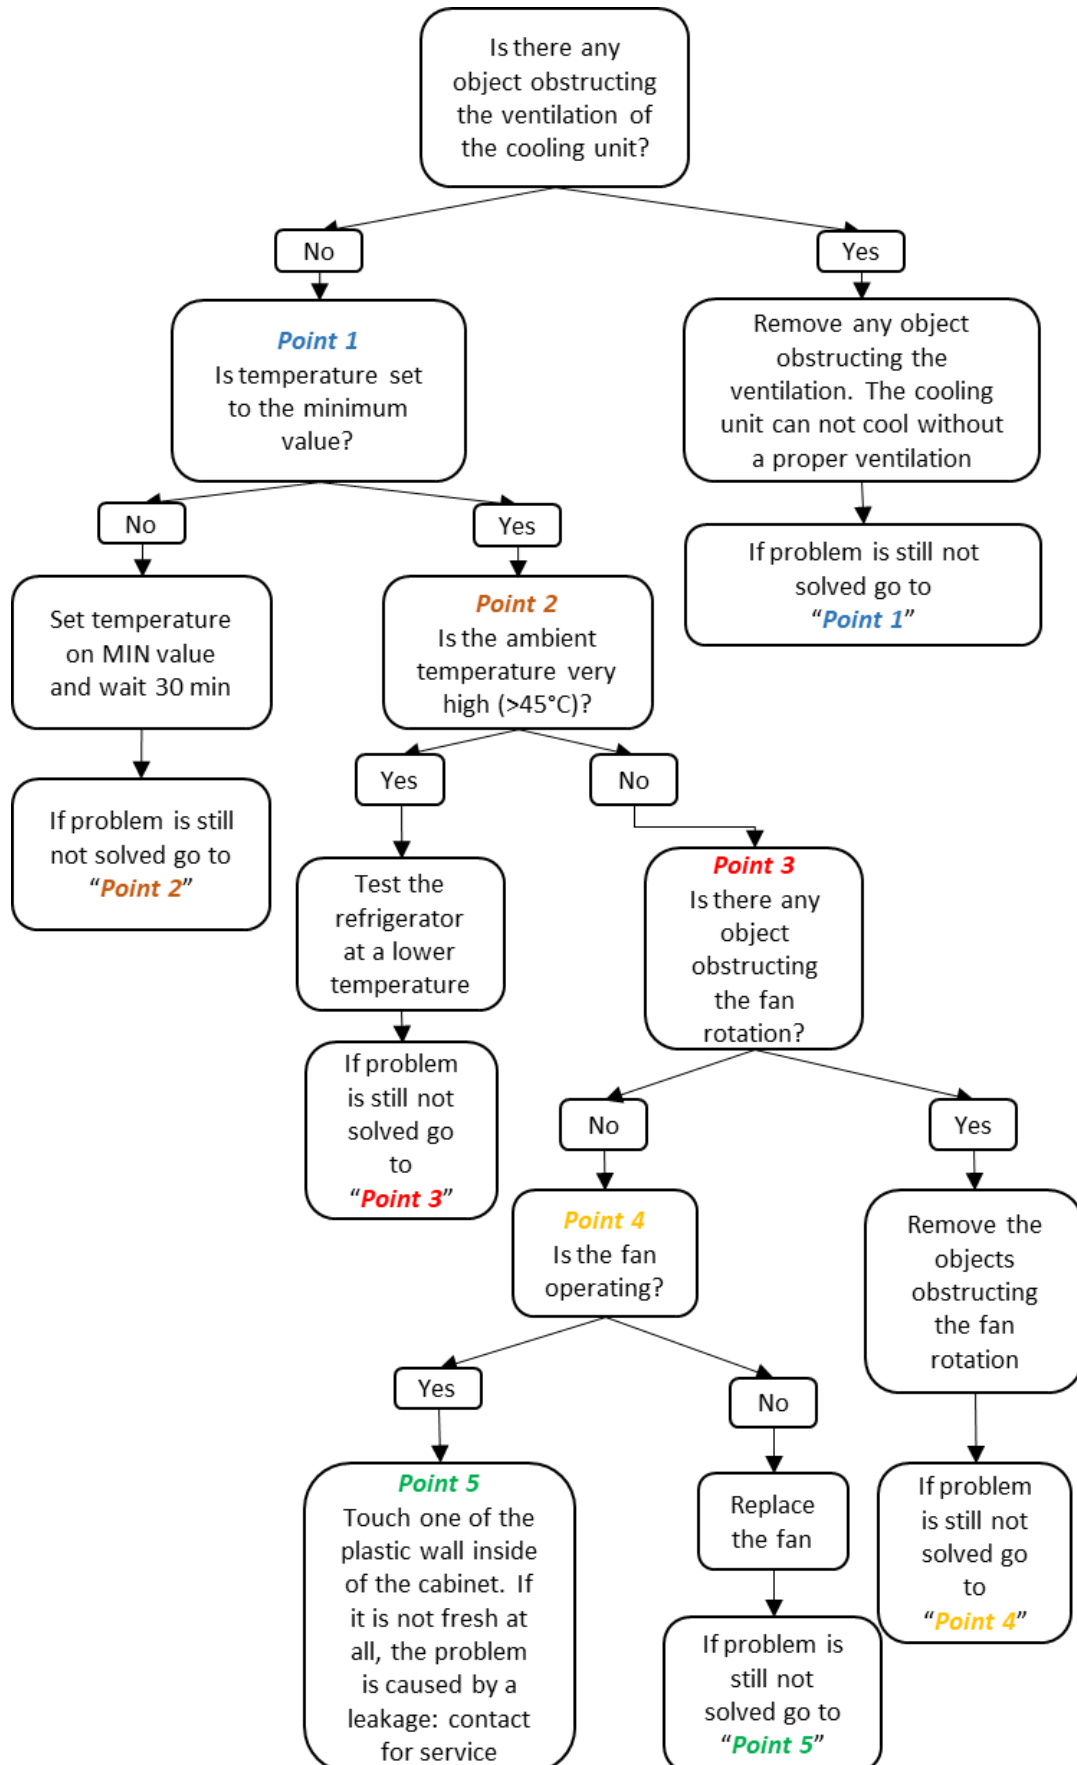 Is there any
object obstructing
the ventilation of
the cooling unit?
No
Yes
Point 1
Is temperature set
to the minimum
value?
Remove any object
obstructing the
ventilation. The cooling
unit can not cool without
a proper ventilation
No
Yes
If problem is still not
solved go to
“Point 1”
Set temperature
on MIN value
and wait 30 min
Point 2
Is the ambient
temperature very
high (>45°C)?
If problem is still
not solved go to
“Point 2”
Yes
No
Test the
refrigerator
at a lower
temperature
Point 3
Is there any
object
obstructing
the fan
rotation?
If problem
is still not
solved go
to
“Point 3”
No
Yes
Point 4
Is the fan
operating?
Remove the
objects
obstructing
the fan
rotation
Yes
No
If problem
is still not
solved go
to
“Point 4”
Point 5
Touch one of the
plastic wall inside
of the cabinet. If
it is not fresh at
all, the problem
is caused by a
leakage: contact
for service
Replace
the fan
If problem is
still not
solved go to
“Point 5”